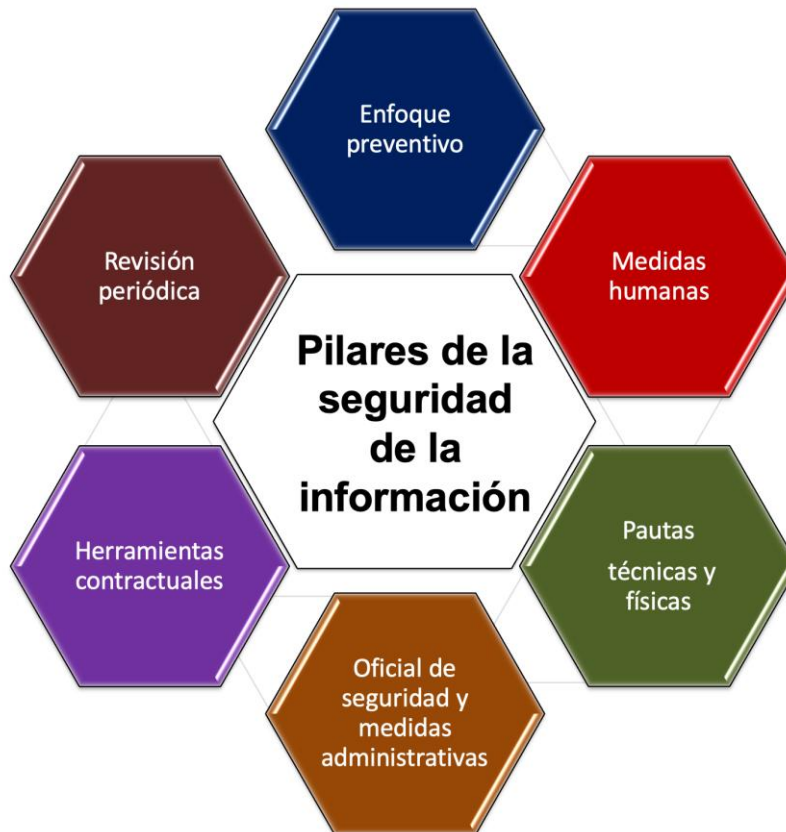 Enfoque
preventivo
Revisión
periódica
Medidas
humanas
Pilares de la
seguridad
de la
información
Herramientas
contractuales
Pautas
técnicas y
físicas
Oficial de
seguridad y
medidas
administrativas